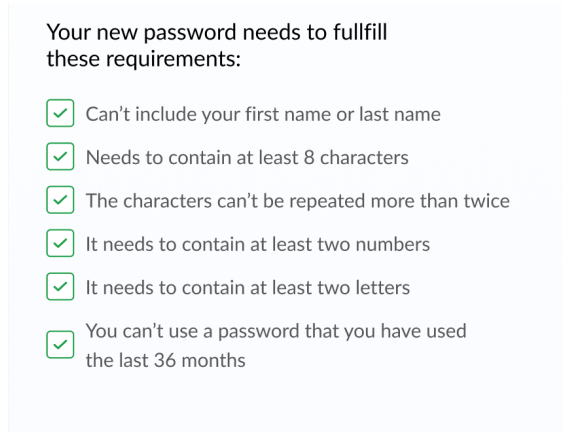 Your new password needs to fullfill
these requirements:
Can’t include your first name or last name
Needs to contain at least 8 characters
The characters can’t be repeated more than twice
It needs to contain at least two numbers
It needs to contain at least two letters
You can’t use a password that you have used
the last 36 months